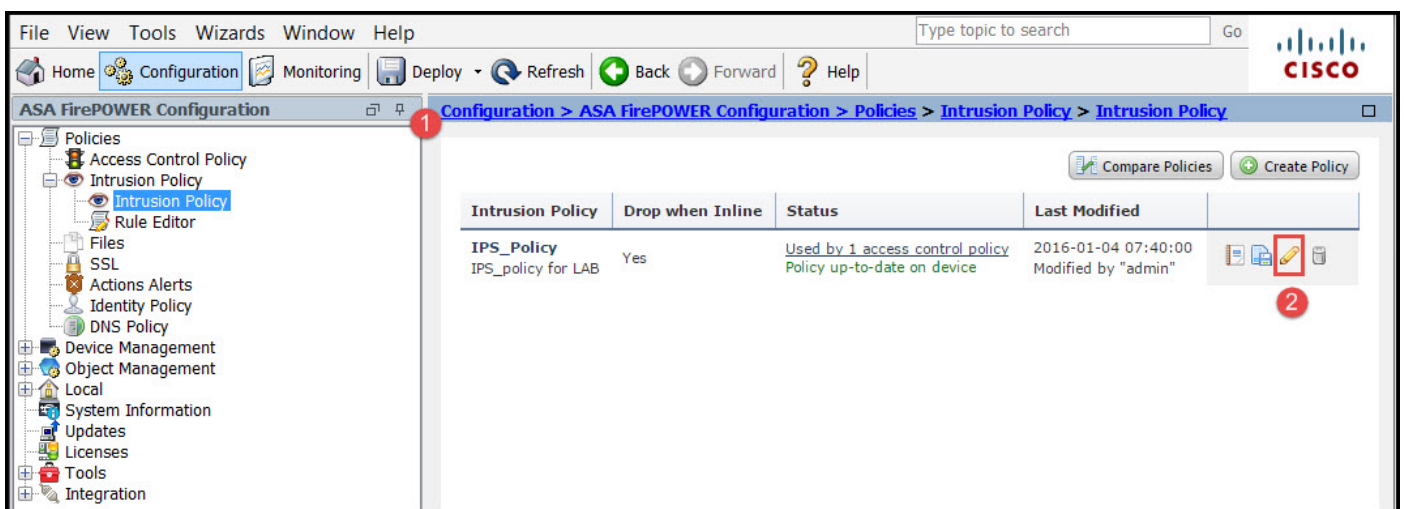 File View Tools Wizards Window Help
Type topic to search Go
CISCO
Home Configuration Monitoring Deploy Refresh Back Forward Help
ASA FirePOWER Configuration
Policies
Access Control Policy
Intrusion Policy
Intrusion Policy
Rule Editor
Files
SSL
Actions Alerts
Identity Policy
DNS Policy
Device Management
Object Management
Local
System Information
Updates
Licenses
Tools
Integration
1
Configuration > ASA FirePOWER Configuration > Policies > Intrusion Policy > Intrusion Policy
Compare Policies Create Policy
Intrusion Policy Drop when Inline Status Last Modified
IPS_Policy Yes Used by 1 access control policy 2016-01-04 07:40:00
IPS_policy for LAB Policy up-to-date on device Modified by "admin"
2